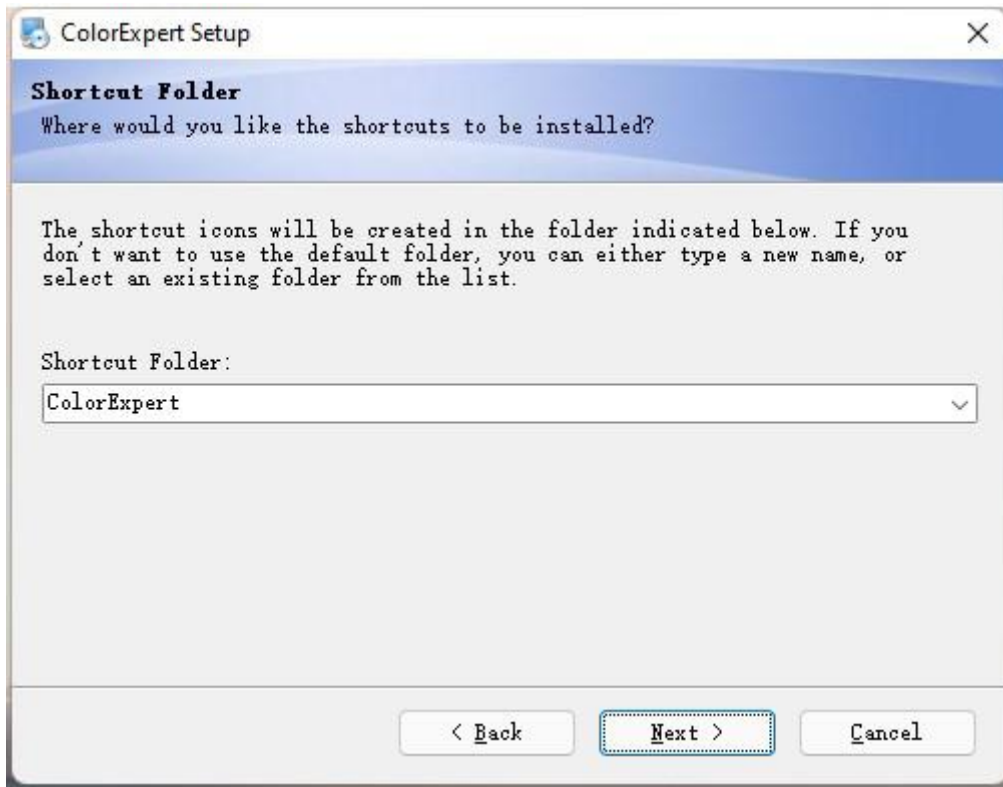 ColorExpert Setup
Shortcut Folder
Where would you like the shortcuts to be installed?
The shortcut icons will be created in the folder indicated below. If you
don't want to use the default folder, you can either type a new name, or
select an existing folder from the list.
Shortcut Folder:
ColorExpert
< Back
Next >
Cancel